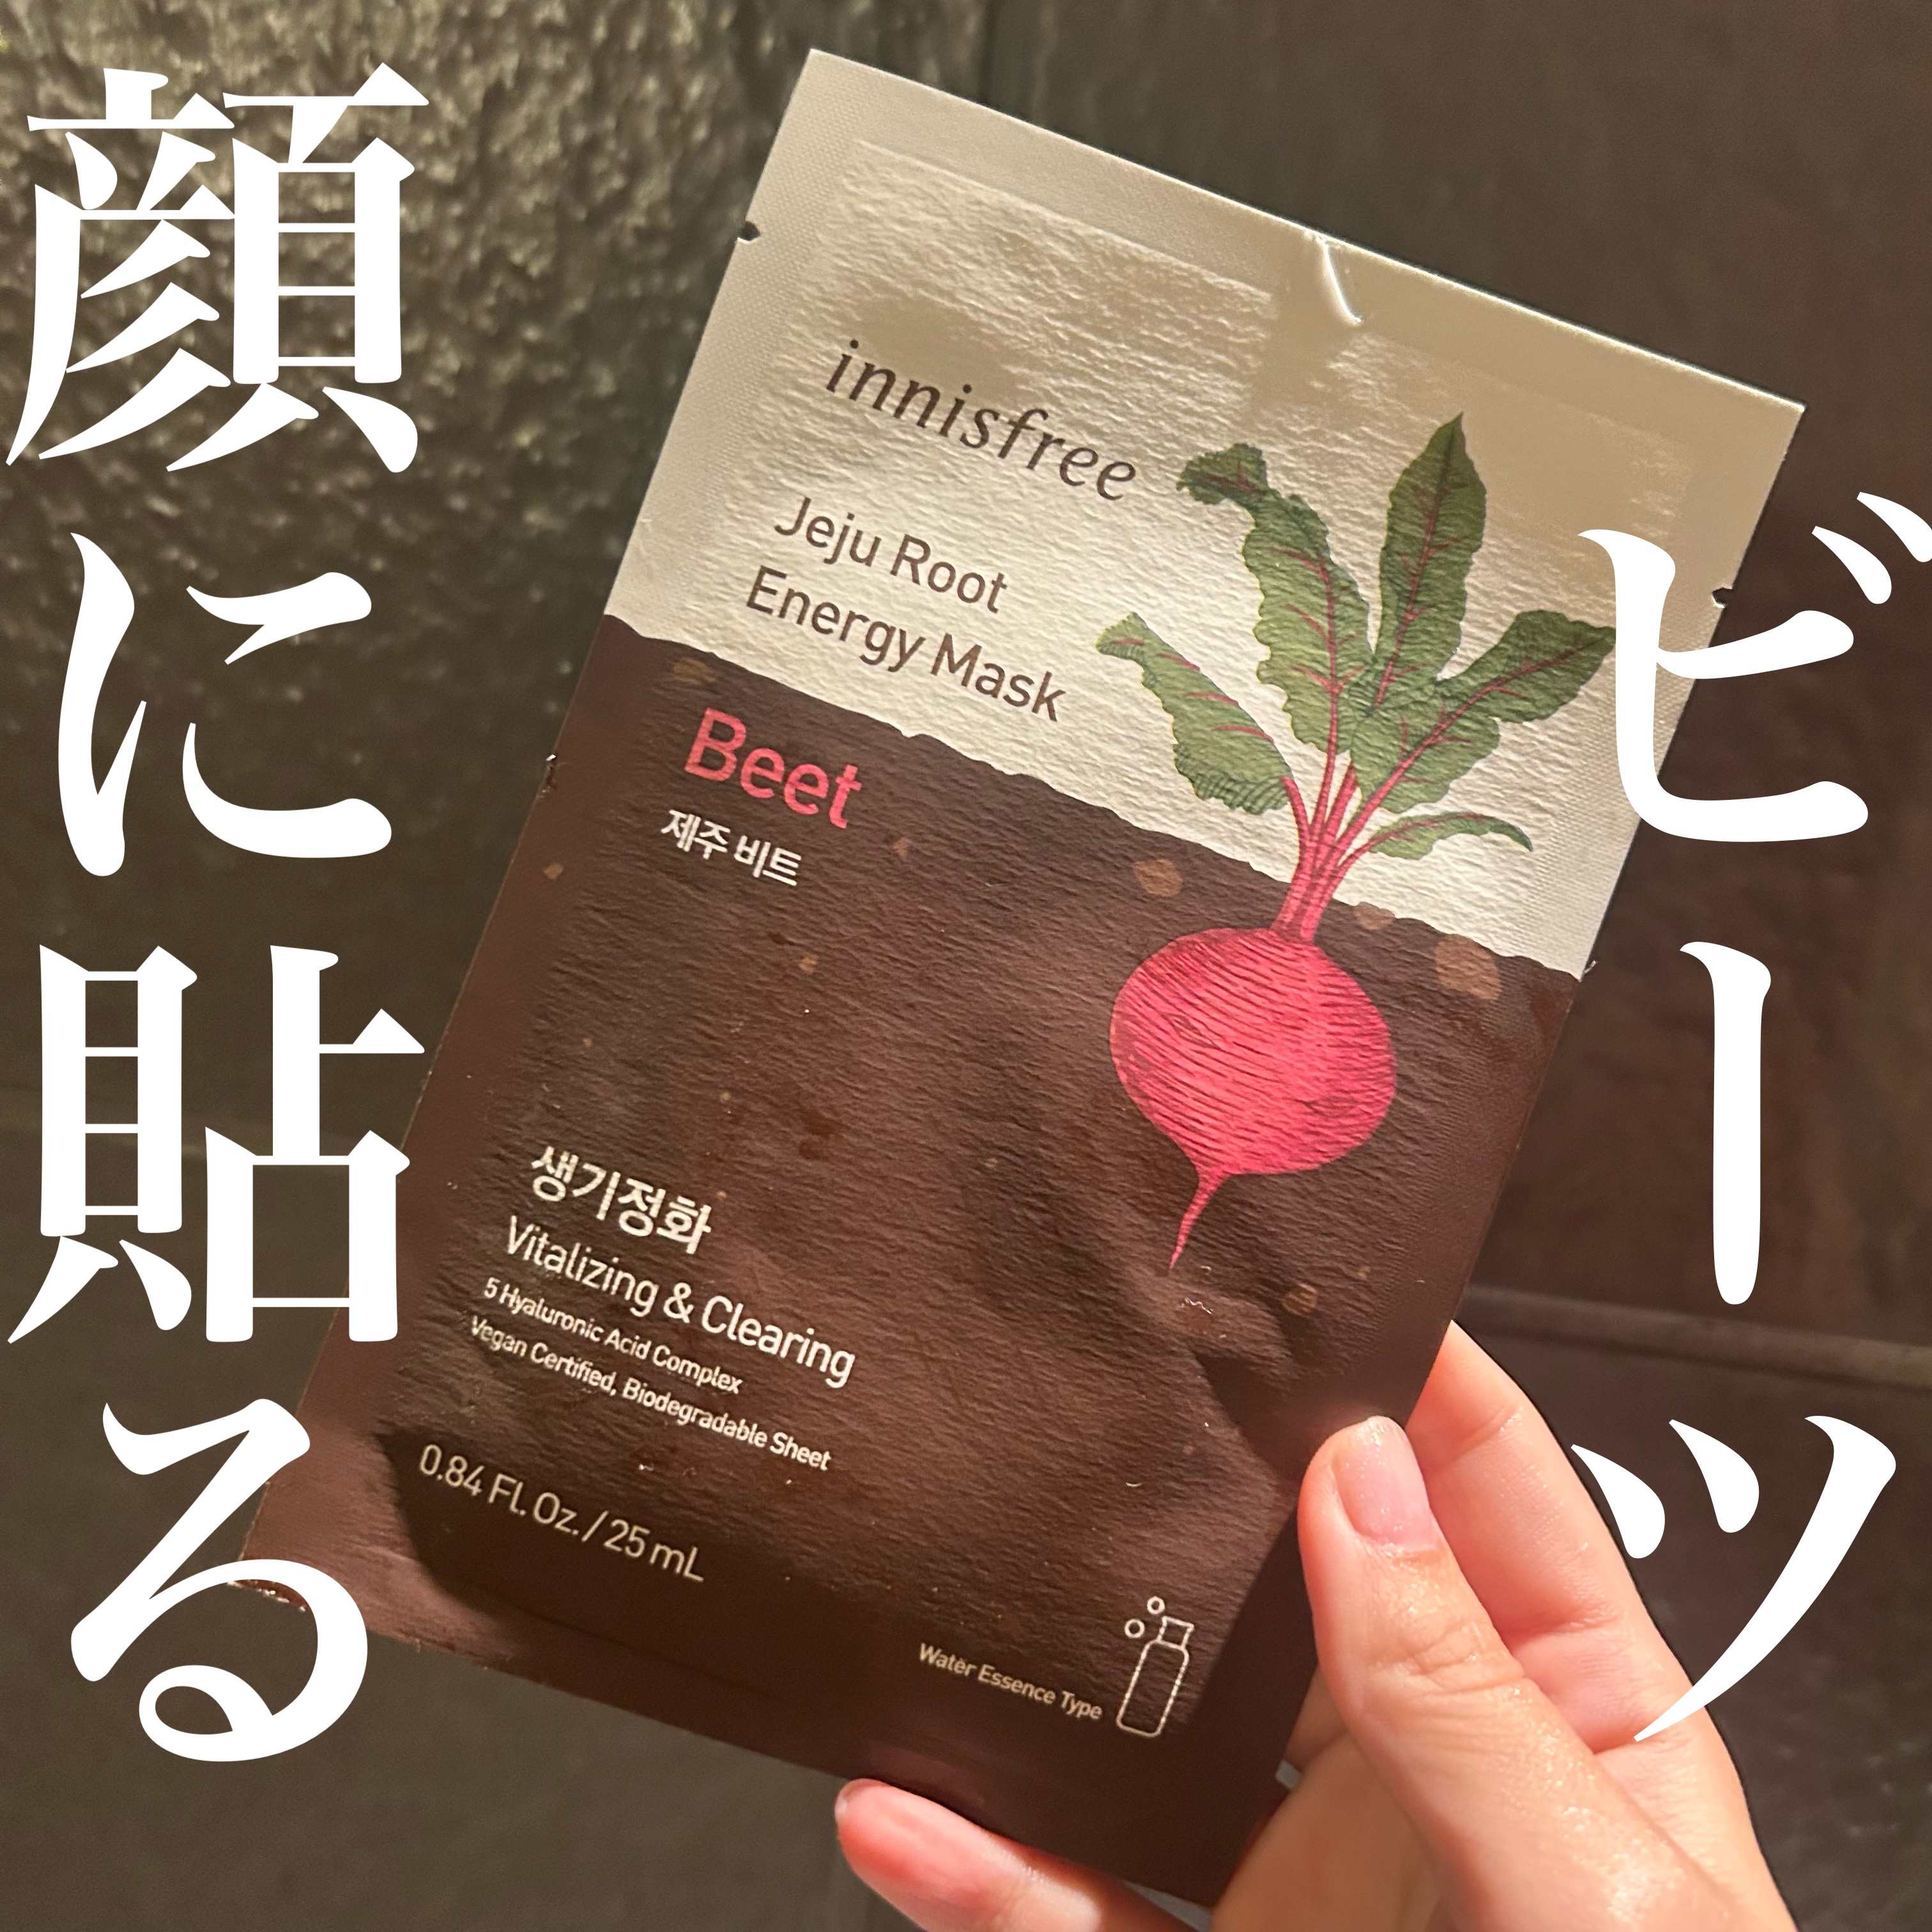 ビーツ
顔に貼る
innisfree
Jeju Root
Energy Mask
Beet
제주 비트
생기정화
Vitalizing & Clearing
5 Hyaluronic Acid Complex
Vegan Certified, Biodegradable Sheet
0.84 Fl. Oz. / 25 mL
Water Essence Type